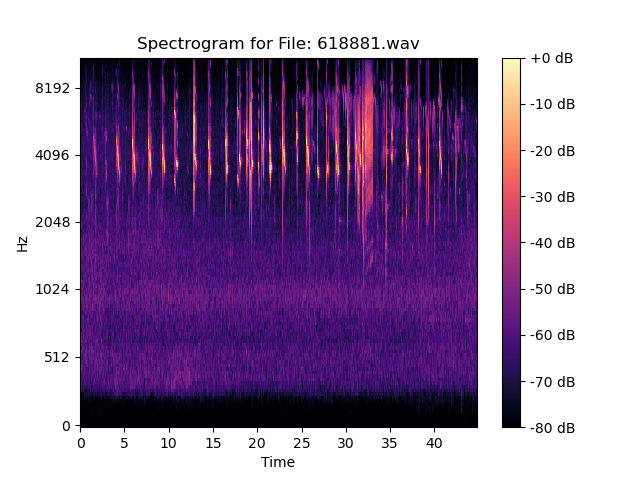 Spectrogram for File: 618881.wav
+0 dB
8192
-10 dB
4096
-20 dB
-30 dB
2048
-40 dB
Hz
1024
-50 dB
-60 dB
512
-70 dB
0
-80 dB
0 5 10 15 20 25 30 35 40
Time